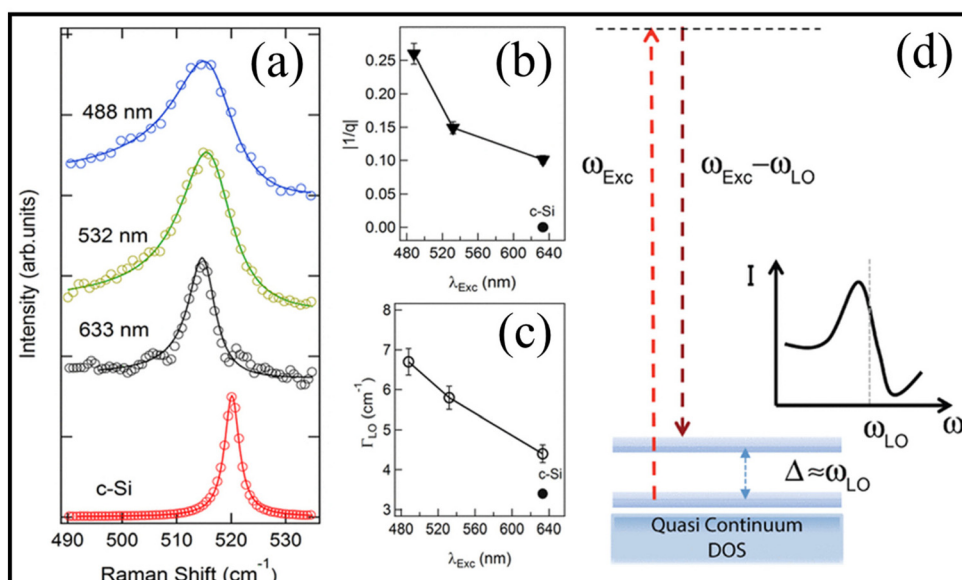 (a)
488 nm
532 nm
633 nm
c-Si
Intensity (arb.units)
490 500 510 520 530
Raman Shift (cm⁻¹)
(b)
0.25
0.20
0.15
0.10
0.05
0.00
|1/q|
c-Si
480 520 560 600 640
λExc (nm)
(c)
8
7
6
5
4
3
ΓLO (cm⁻¹)
c-Si
480 520 560 600 640
λExc (nm)
(d)
ωExc
ωExc−ωLO
I
ωLO
ω
Δ≈ωLO
Quasi Continuum
DOS